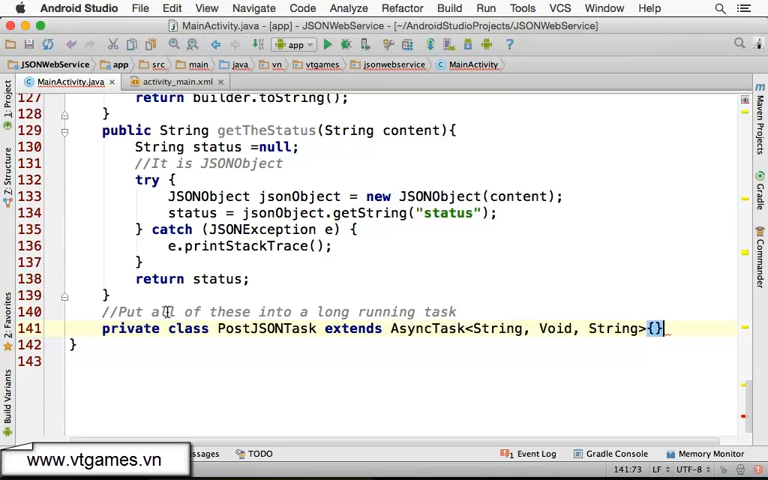 Android Studio File Edit View Navigate Code Analyze Refactor Build Run Tools VCS Window Help
MainActivity.java - [app] - JSONWebService - [~/AndroidStudioProjects/JSONWebService]
app
JSONWebService app src main java vn vtgames jsonwebservice MainActivity
MainActivity.java activity_main.xml
127 return builder.toString();
128 }
129 public String getTheStatus(String content){
130 String status =null;
131 //It is JSONObject
132 try {
133 JSONObject jsonObject = new JSONObject(content);
134 status = jsonObject.getString("status");
135 } catch (JSONException e) {
136 e.printStackTrace();
137 }
138 return status;
139 }
140 //Put all of these into a long running task
141 private class PostJSONTask extends AsyncTask<String, Void, String>{}
142 }
143
1: Project
7: Structure
2: Favorites
Build Variants
Maven Projects
Gradle
Commander
www.vtgames.vn
ssages TODO Event Log Gradle Console Memory Monitor
141:73 LF UTF-8